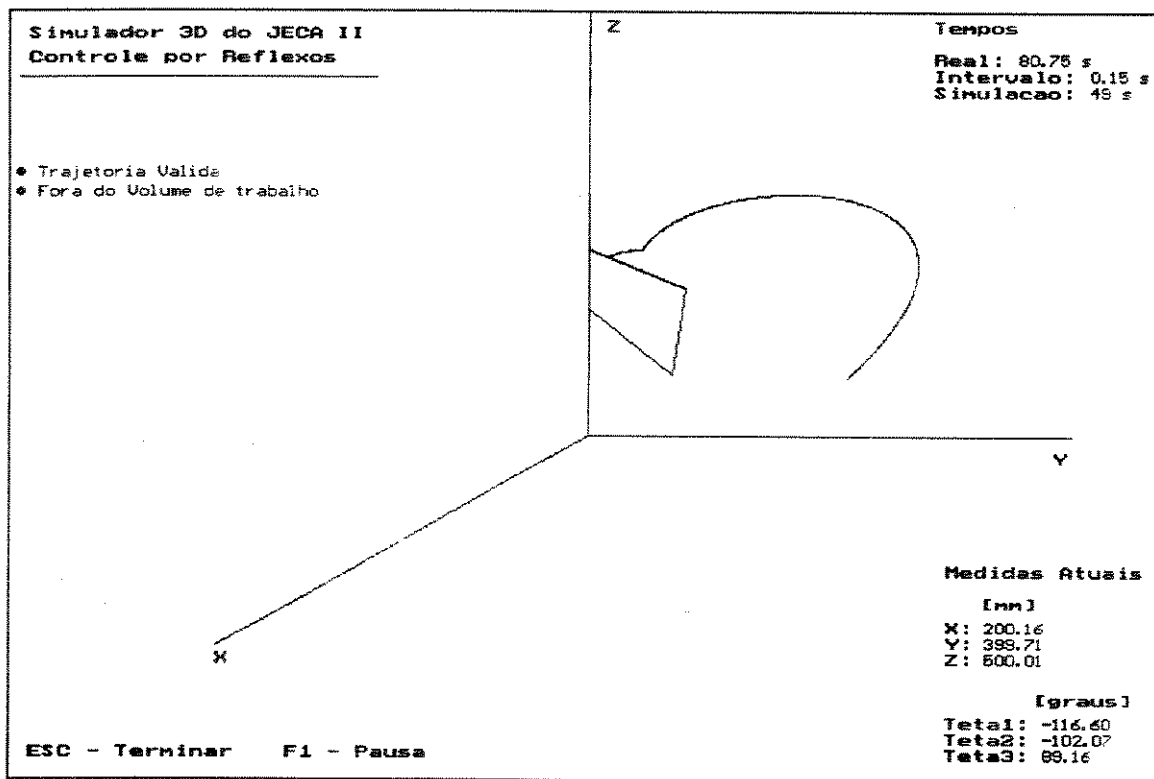 Simulador 3D do JECA II
Controle por Reflexos
Z
Tempos
Real: 80.75 s
Intervalo: 0.15 s
Simulacao: 49 s
• Trajetoria Valida
• Fora do Volume de trabalho
Y
X
Medidas Atuais
[mm]
X: 200.16
Y: 399.71
Z: 500.01
[graus]
Teta1: -116.60
Teta2: -102.07
Teta3: 89.16
ESC - Terminar F1 - Pausa